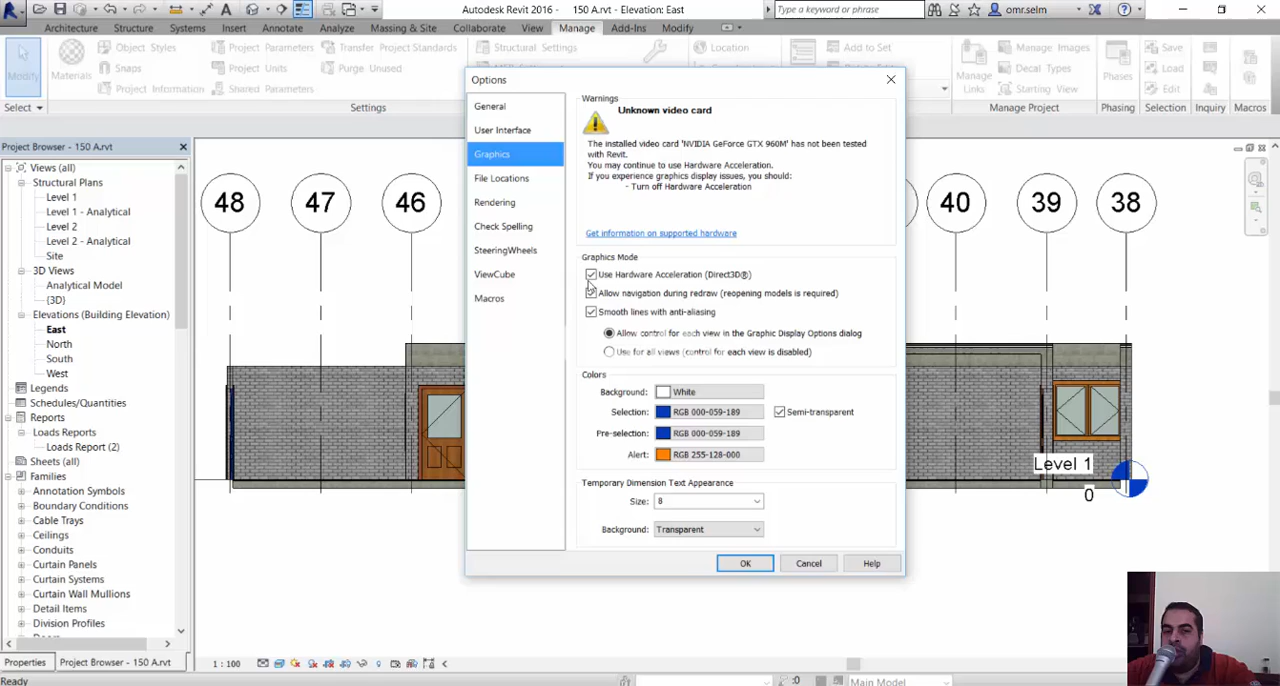 Autodesk Revit 2016 - 150 A.rvt - Elevation: East
Type a keyword or phrase
omr.selm
Architecture Structure Systems Insert Annotate Analyze Massing & Site Collaborate View Manage Add-Ins Modify
Modify
Materials
Object Styles
Snaps
Project Information
Project Parameters
Project Units
Shared Parameters
Transfer Project Standards
Purge Unused
Structural Settings
Location
Add to Set
Manage Links
Manage Images
Decal Types
Starting View
Phases
Save
Load
Edit
Select
Settings
Manage Project
Phasing
Selection
Inquiry
Macros
Project Browser - 150 A.rvt
Views (all)
Structural Plans
Level 1
Level 1 - Analytical
Level 2
Level 2 - Analytical
Site
3D Views
Analytical Model
{3D}
Elevations (Building Elevation)
East
North
South
West
Legends
Schedules/Quantities
Reports
Loads Reports
Load Report (2)
Sheets (all)
Families
Annotation Symbols
Boundary Conditions
Cable Trays
Ceilings
Conduits
Curtain Panels
Curtain Systems
Curtain Wall Mullions
Detail Items
Division Profiles
Properties
Project Browser - 150 A.rvt
Ready
48 47 46 40 39 38
Level 1
0
1 : 100
:0
Main Model
Options
General
User Interface
Graphics
File Locations
Rendering
Check Spelling
SteeringWheels
ViewCube
Macros
Warnings
Unknown video card
The installed video card 'NVIDIA GeForce GTX 960M' has not been tested
with Revit.
You may continue to use Hardware Acceleration.
If you experience graphics display issues, you should:
- Turn off Hardware Acceleration
Get information on supported hardware
Graphics Mode
Use Hardware Acceleration (Direct3D®)
Allow navigation during redraw (reopening models is required)
Smooth lines with anti-aliasing
Allow control for each view in the Graphic Display Options dialog
Use for all views (control for each view is disabled)
Colors
Background: White
Selection: RGB 000-059-189 Semi-transparent
Pre-selection: RGB 000-059-189
Alert: RGB 255-128-000
Temporary Dimension Text Appearance
Size: 8
Background: Transparent
OK Cancel Help